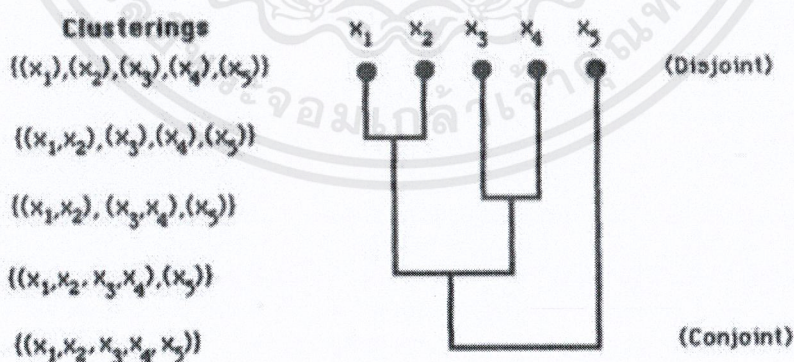 Clusterings
x₁ x₂ x₃ x₄ x₅
{(x₁),(x₂),(x₃),(x₄),(x₅)} (Disjoint)
{(x₁,x₂),(x₃),(x₄),(x₅)}
{(x₁,x₂), (x₃,x₄),(x₅)}
{(x₁,x₂, x₃,x₄),(x₅)}
{(x₁,x₂, x₃,x₄, x₅)} (Conjoint)